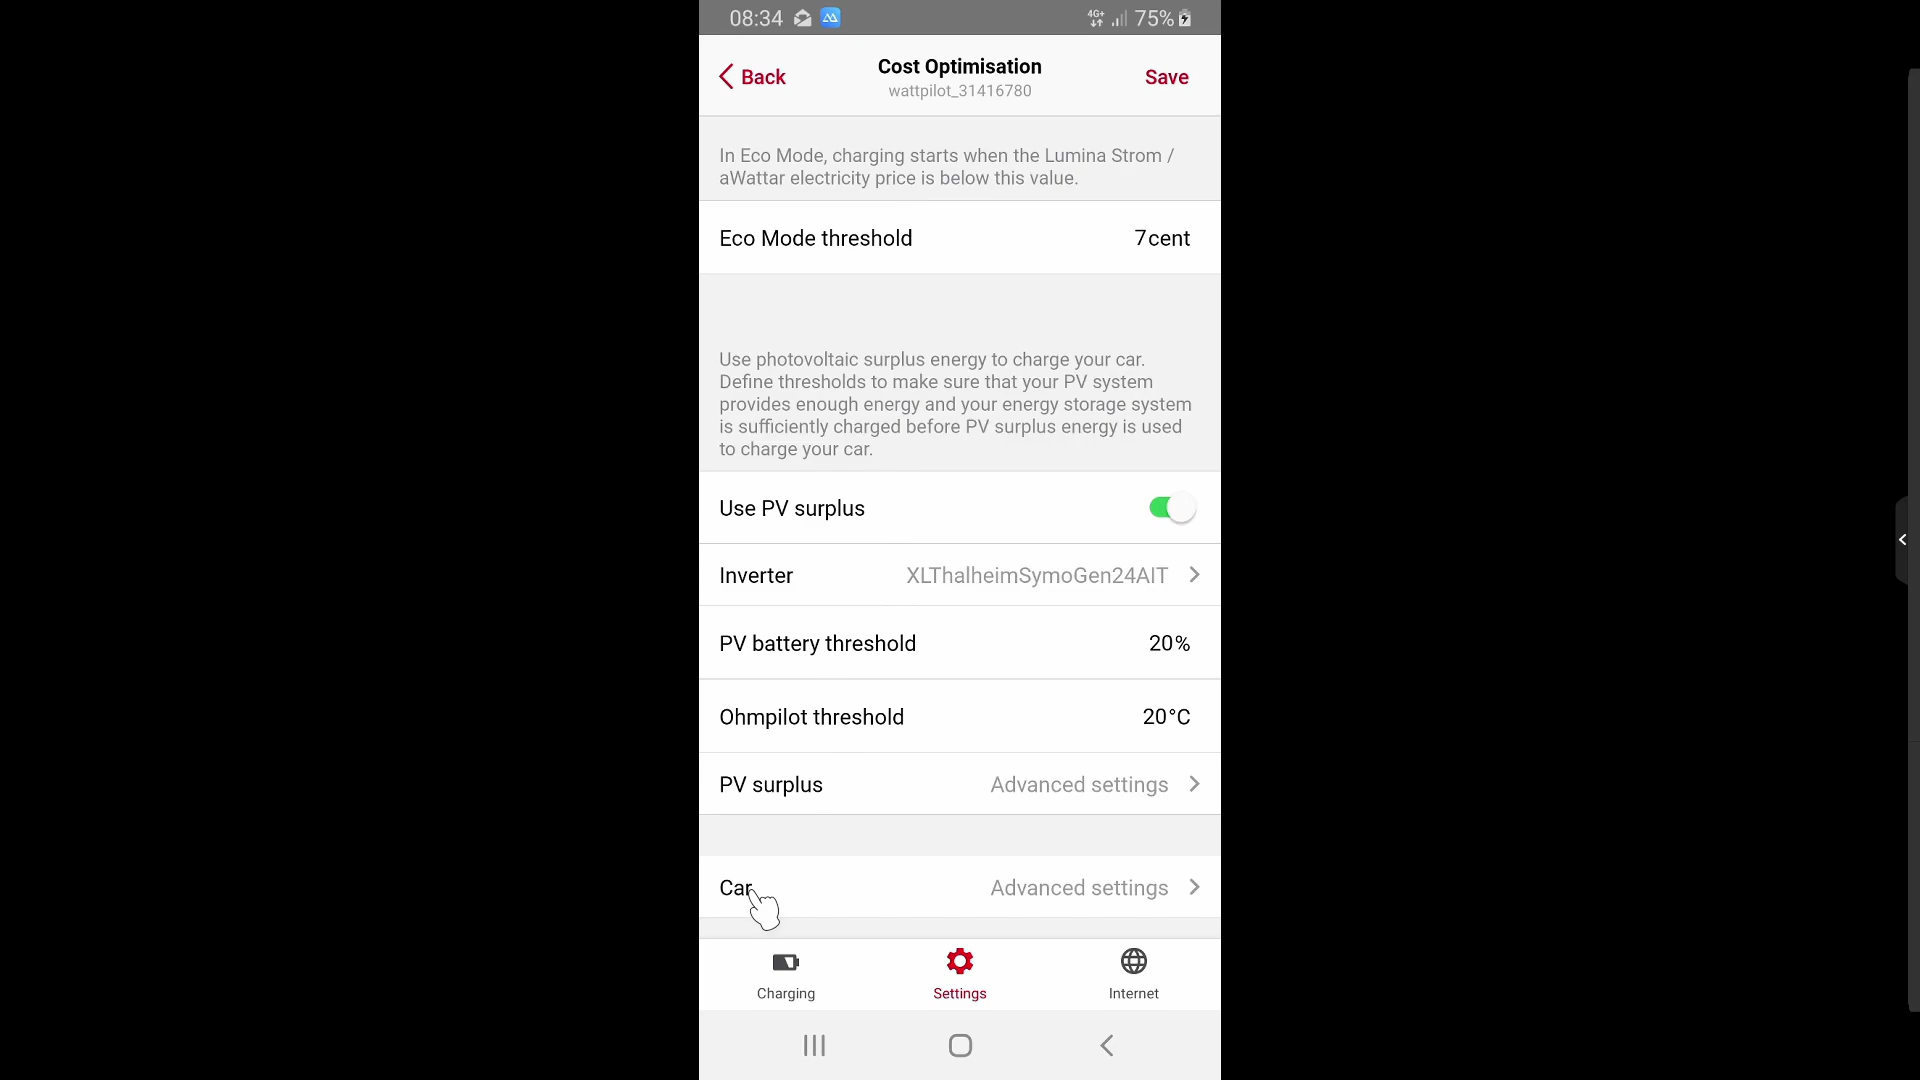 08:34
4G+ 75%
Back
Cost Optimisation
wattpilot_31416780
Save
In Eco Mode, charging starts when the Lumina Strom /
aWattar electricity price is below this value.
Eco Mode threshold 7 cent
Use photovoltaic surplus energy to charge your car.
Define thresholds to make sure that your PV system
provides enough energy and your energy storage system
is sufficiently charged before PV surplus energy is used
to charge your car.
Use PV surplus
Inverter XLThalheimSymoGen24AIT
PV battery threshold 20%
Ohmpilot threshold 20°C
PV surplus Advanced settings
Car Advanced settings
Charging
Settings
Internet